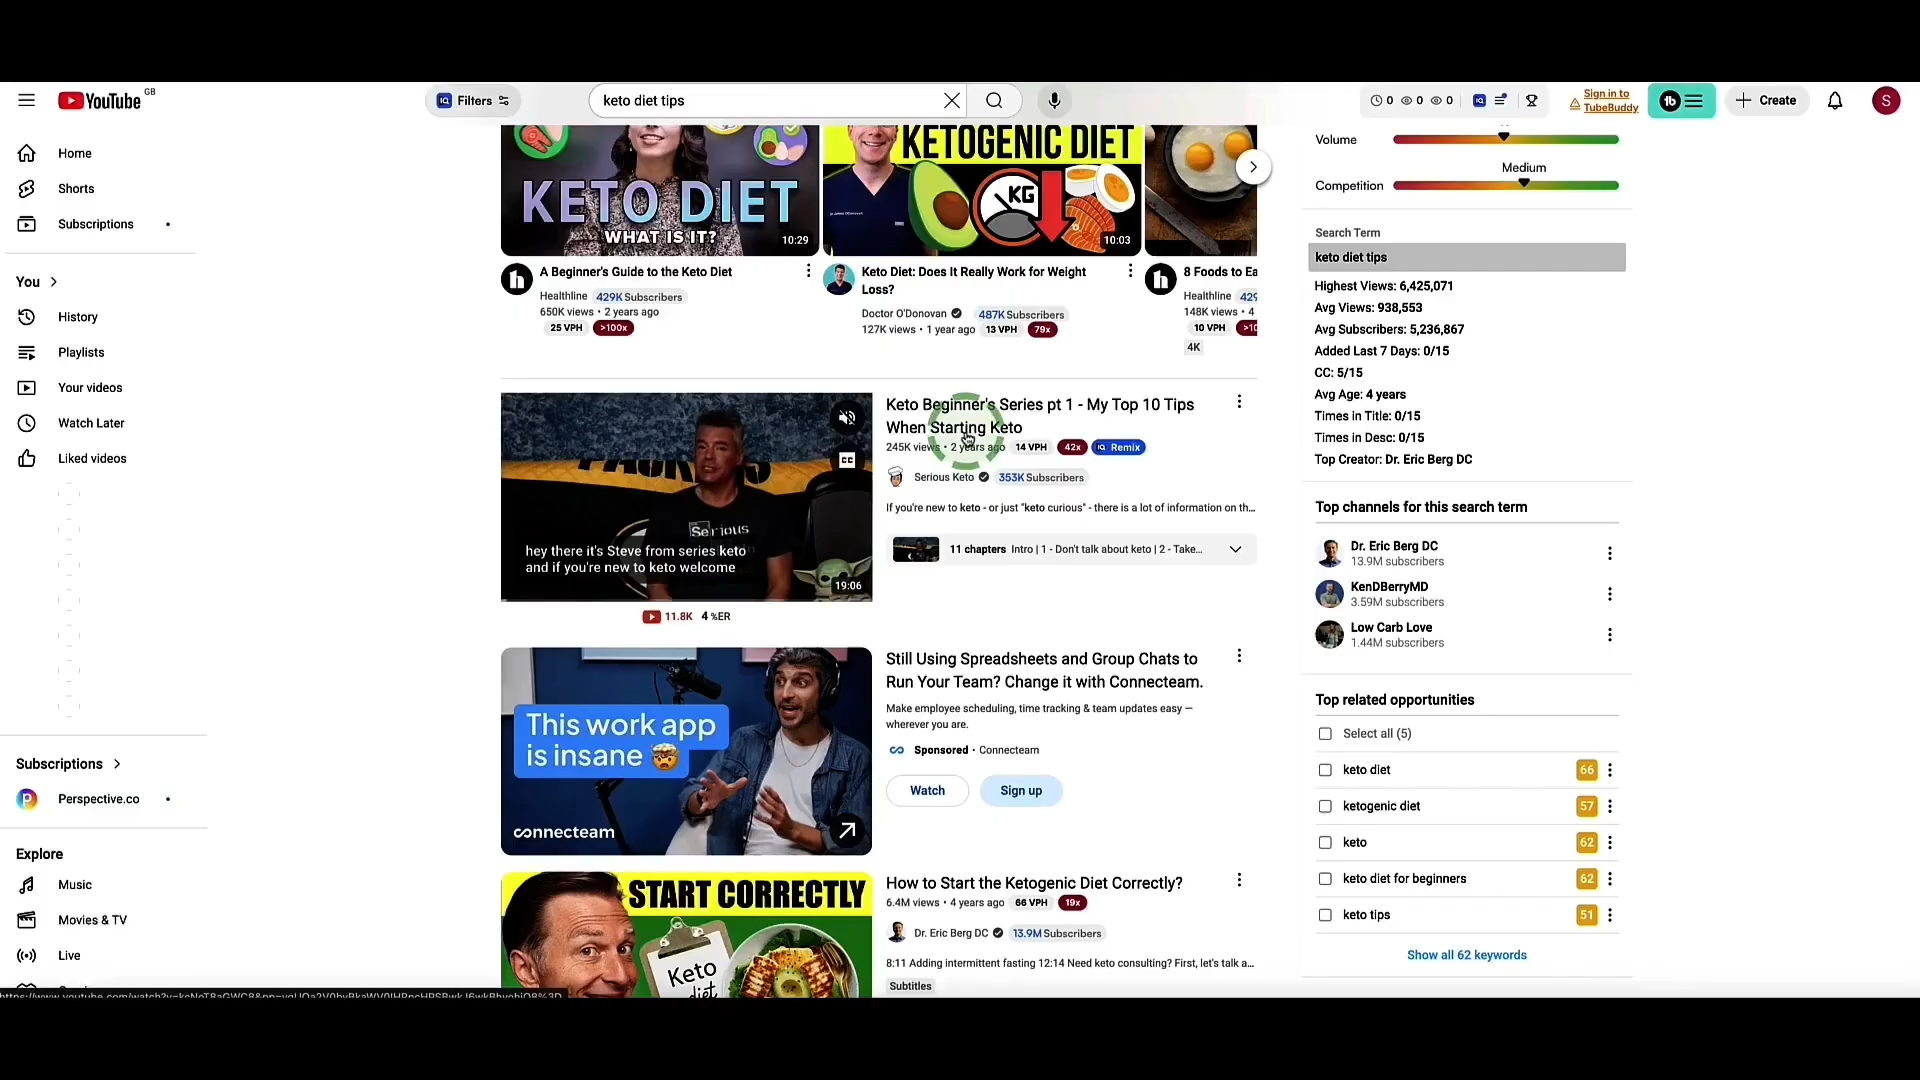 YouTube GB
Filters
keto diet tips
0 0 0
Sign in to
TubeBuddy
Create
S
Home
Shorts
Subscriptions
You
History
Playlists
Your videos
Watch Later
Liked videos
Subscriptions
Perspective.co
Explore
Music
Movies & TV
Live
KETO DIET
WHAT IS IT?
10:29
A Beginner's Guide to the Keto Diet
Healthline 429K Subscribers
650K views • 2 years ago
25 VPH >100x
KETOGENIC DIET
KG
10:03
Keto Diet: Does It Really Work for Weight
Loss?
Doctor O'Donovan 487K Subscribers
127K views • 1 year ago 13 VPH 79x
8 Foods to Ea
Healthline 429
148K views • 4
10 VPH >10
4K
Serious
hey there it's Steve from series keto
and if you're new to keto welcome
CC
19:06
11.8K 4 %ER
Keto Beginner's Series pt 1 - My Top 10 Tips
When Starting Keto
245K views • 2 years ago 14 VPH 42x Remix
Serious Keto 353K Subscribers
If you're new to keto - or just "keto curious" - there is a lot of information on th...
11 chapters Intro | 1 - Don't talk about keto | 2 - Take...
This work app
is insane
connecteam
Still Using Spreadsheets and Group Chats to
Run Your Team? Change it with Connecteam.
Make employee scheduling, time tracking & team updates easy —
wherever you are.
Sponsored • Connecteam
Watch Sign up
START CORRECTLY
Keto
diet
How to Start the Ketogenic Diet Correctly?
6.4M views • 4 years ago 66 VPH 19x
Dr. Eric Berg DC 13.9M Subscribers
8:11 Adding intermittent fasting 12:14 Need keto consulting? First, let's talk a...
Subtitles
Volume
Medium
Competition
Search Term
keto diet tips
Highest Views: 6,425,071
Avg Views: 938,553
Avg Subscribers: 5,236,867
Added Last 7 Days: 0/15
CC: 5/15
Avg Age: 4 years
Times in Title: 0/15
Times in Desc: 0/15
Top Creator: Dr. Eric Berg DC
Top channels for this search term
Dr. Eric Berg DC
13.9M subscribers
KenDBerryMD
3.59M subscribers
Low Carb Love
1.44M subscribers
Top related opportunities
Select all (5)
keto diet 66
ketogenic diet 57
keto 62
keto diet for beginners 62
keto tips 51
Show all 62 keywords